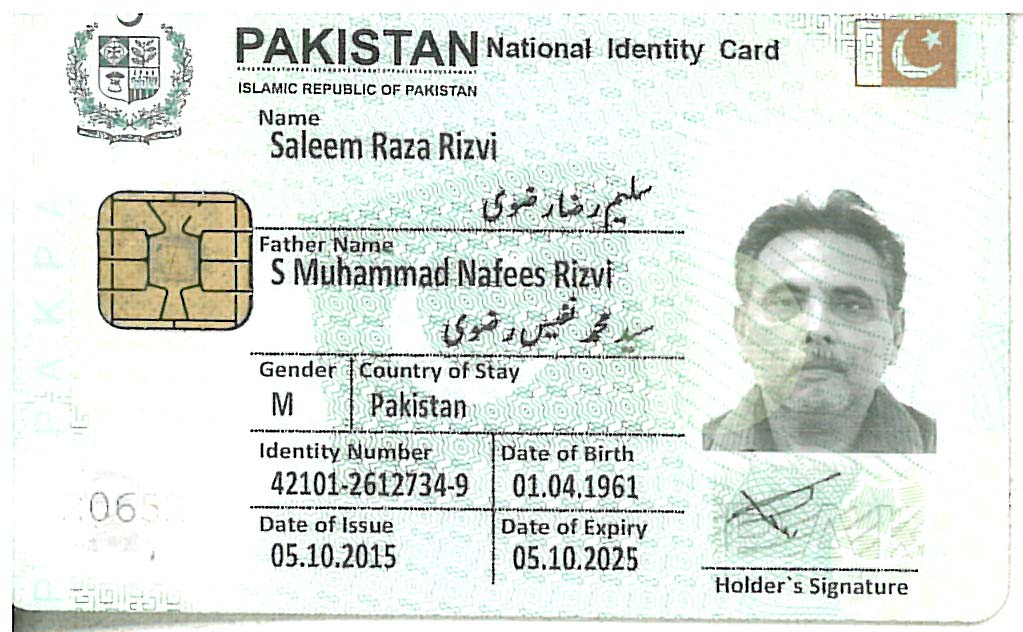 PAKISTAN National Identity Card
ISLAMIC REPUBLIC OF PAKISTAN
Name
Saleem Raza Rizvi
سلیم رضا رضوی
Father Name
S Muhammad Nafees Rizvi
سید محمد نفیس رضوی
Gender Country of Stay
M Pakistan
Identity Number Date of Birth
42101-2612734-9 01.04.1961
Date of Issue Date of Expiry
05.10.2015 05.10.2025
Holder`s Signature